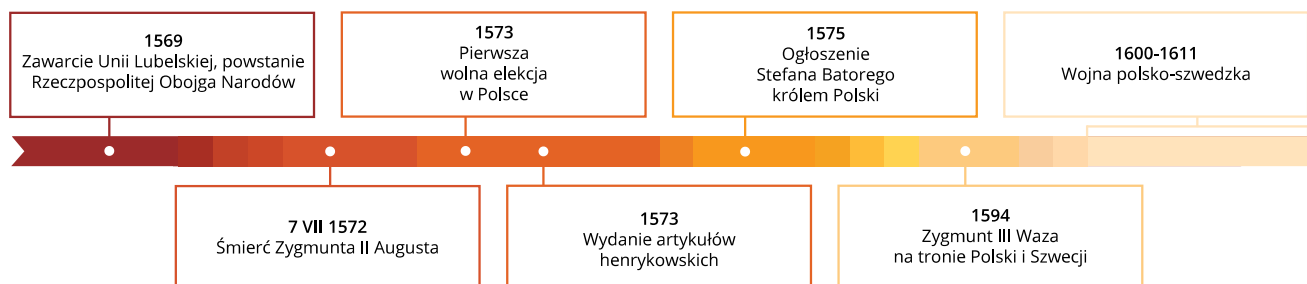 1569
Zawarcie Unii Lubelskiej, powstanie
Rzeczpospolitej Obojga Narodów
7 VII 1572
Śmierć Zygmunta II Augusta
1573
Pierwsza
wolna elekcja
w Polsce
1573
Wydanie artykułów
henrykowskich
1575
Ogłoszenie
Stefana Batorego
królem Polski
1594
Zygmunt III Waza
na tronie Polski i Szwecji
1600-1611
Wojna polsko-szwedzka